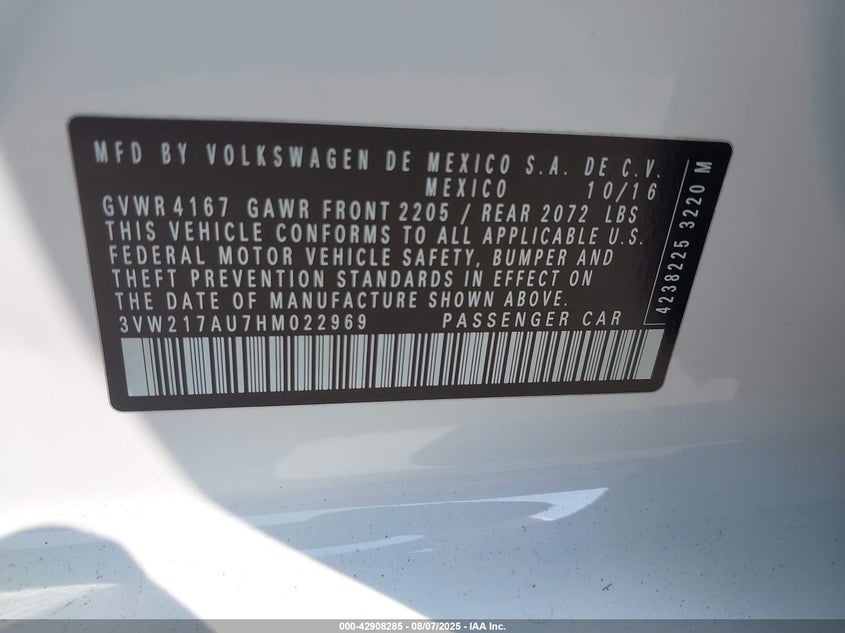 MFD BY VOLKSWAGEN DE MEXICO S.A. DE C.V.
MEXICO 10/16
GVWR 4167 GAWR FRONT 2205 / REAR 2072 LBS
THIS VEHICLE CONFORMS TO ALL APPLICABLE U.S.
FEDERAL MOTOR VEHICLE SAFETY, BUMPER AND
THEFT PREVENTION STANDARDS IN EFFECT ON
THE DATE OF MANUFACTURE SHOWN ABOVE.
3VW217AU7HM022969 PASSENGER CAR
4238225 3220 M
000-42908285 - 08/07/2025 - IAA Inc.